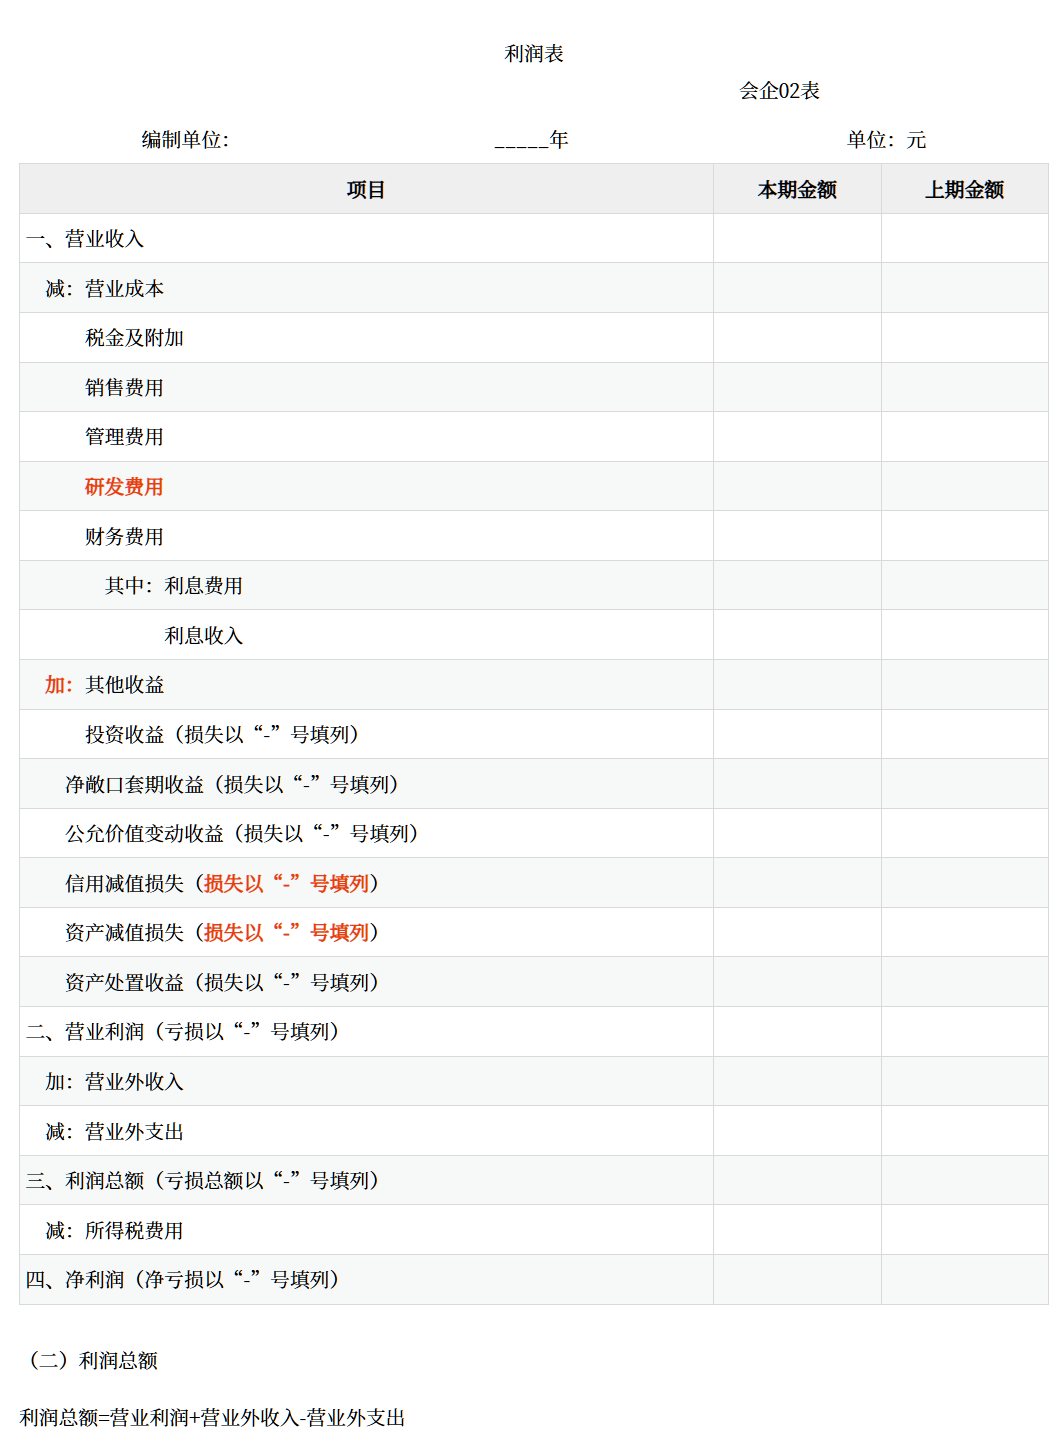 利润表
会企02表
编制单位： _____年 单位：元
项目 本期金额 上期金额
一、营业收入
减：营业成本
税金及附加
销售费用
管理费用
研发费用
财务费用
其中：利息费用
利息收入
加：其他收益
投资收益（损失以“-”号填列）
净敞口套期收益（损失以“-”号填列）
公允价值变动收益（损失以“-”号填列）
信用减值损失（损失以“-”号填列）
资产减值损失（损失以“-”号填列）
资产处置收益（损失以“-”号填列）
二、营业利润（亏损以“-”号填列）
加：营业外收入
减：营业外支出
三、利润总额（亏损总额以“-”号填列）
减：所得税费用
四、净利润（净亏损以“-”号填列）
（二）利润总额
利润总额=营业利润+营业外收入-营业外支出